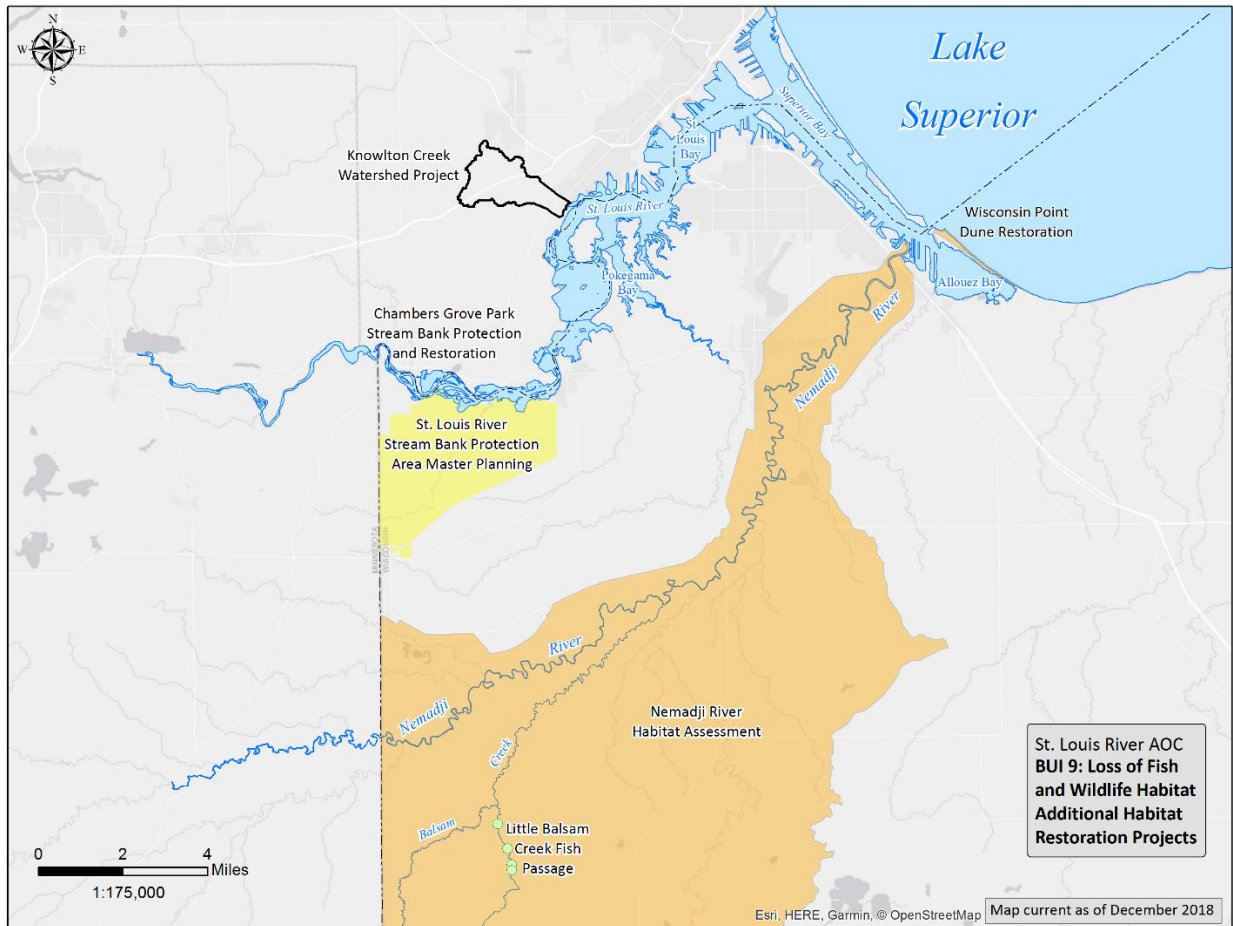 N
W E
S
Lake
Superior
Superior Bay
St Louis
Bay
Knowlton Creek
Watershed Project
St. Louis River
Wisconsin Point
Dune Restoration
Pokegama
Bay
Allouez Bay
Chambers Grove Park
Stream Bank Protection
and Restoration
River
Nemadji
St. Louis River
Stream Bank Protection
Area Master Planning
MINNESOTA
WISCONSIN
River
Nemadji
Nemadji River
Habitat Assessment
Creek
Balsam
Little Balsam
Creek Fish
Passage
St. Louis River AOC
BUI 9: Loss of Fish
and Wildlife Habitat
Additional Habitat
Restoration Projects
0 2 4
Miles
1:175,000
Esri, HERE, Garmin, © OpenStreetMap
Map current as of December 2018